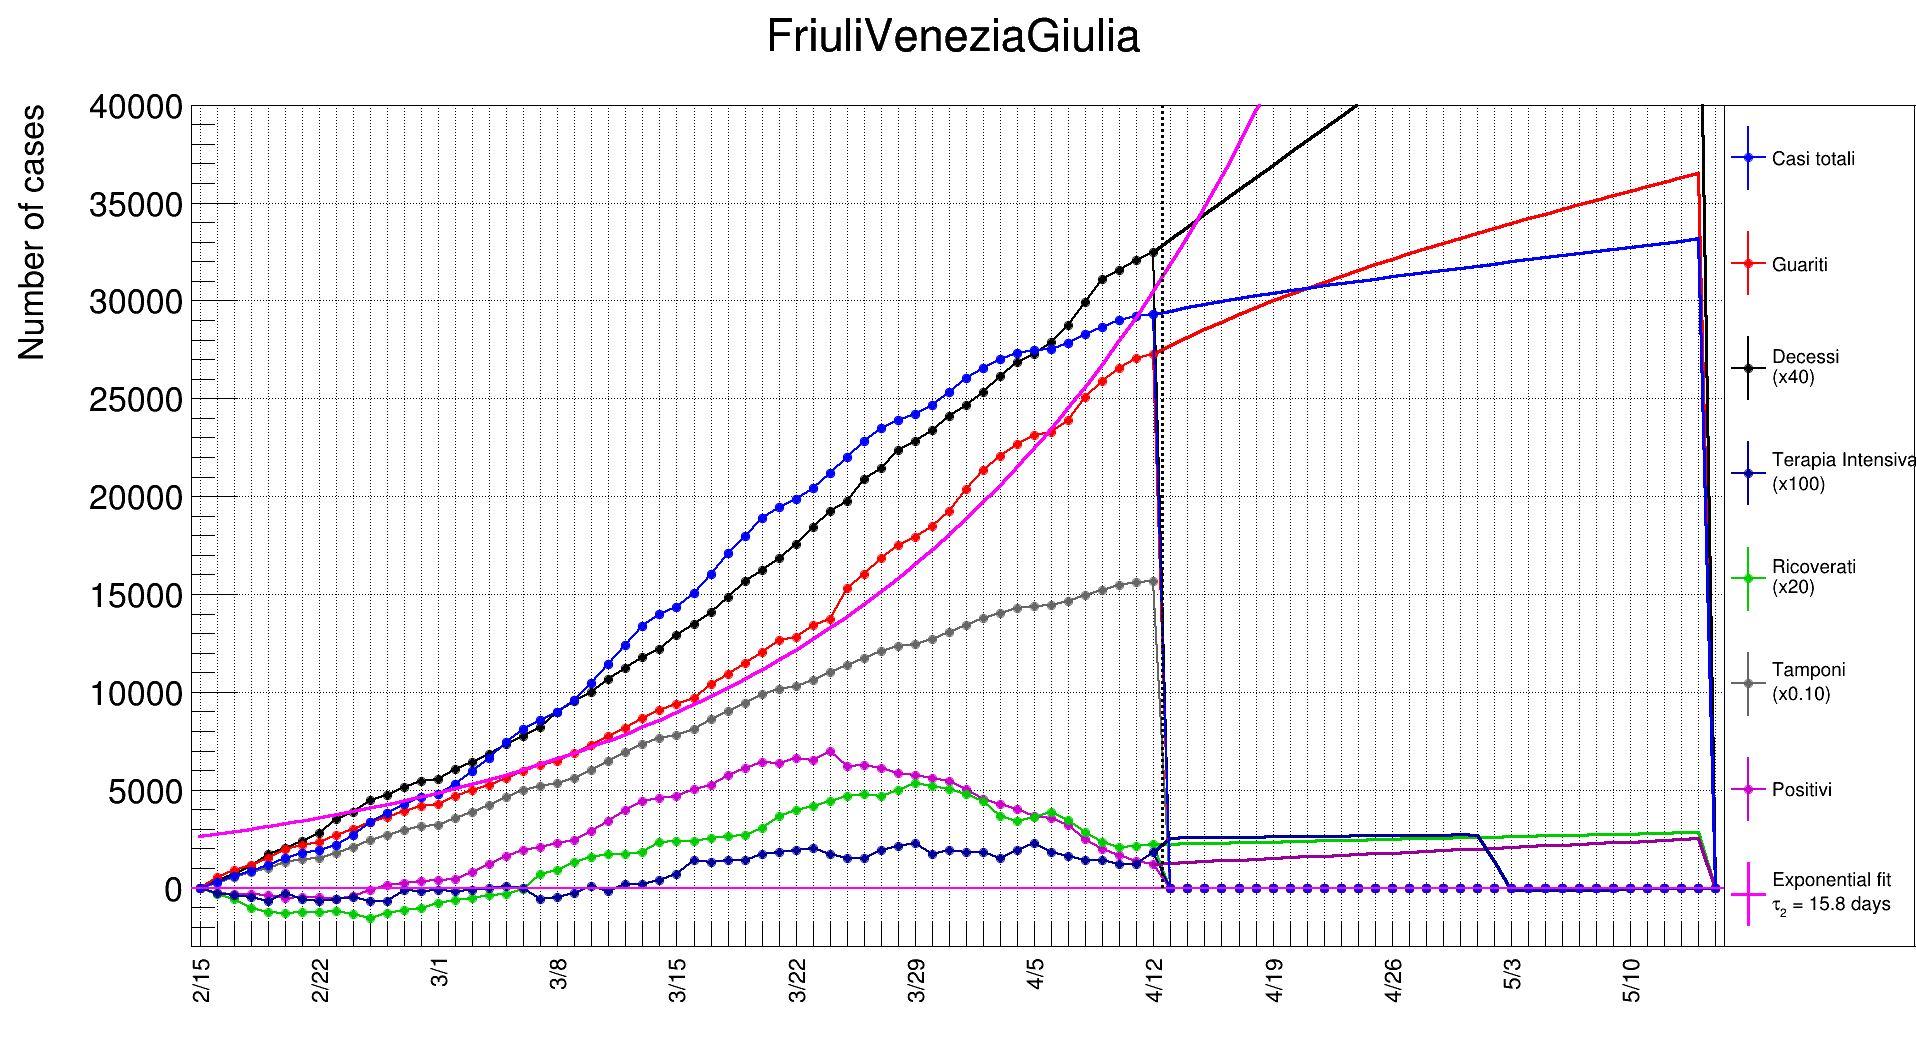 FriuliVeneziaGiulia
Number of cases
40000
35000
30000
25000
20000
15000
10000
5000
0
2/15
2/22
3/1
3/8
3/15
3/22
3/29
4/5
4/12
4/19
4/26
5/3
5/10
Casi totali
Guariti
Decessi
(x40)
Terapia Intensiva
(x100)
Ricoverati
(x20)
Tamponi
(x0.10)
Positivi
Exponential fit
τ2 = 15.8 days